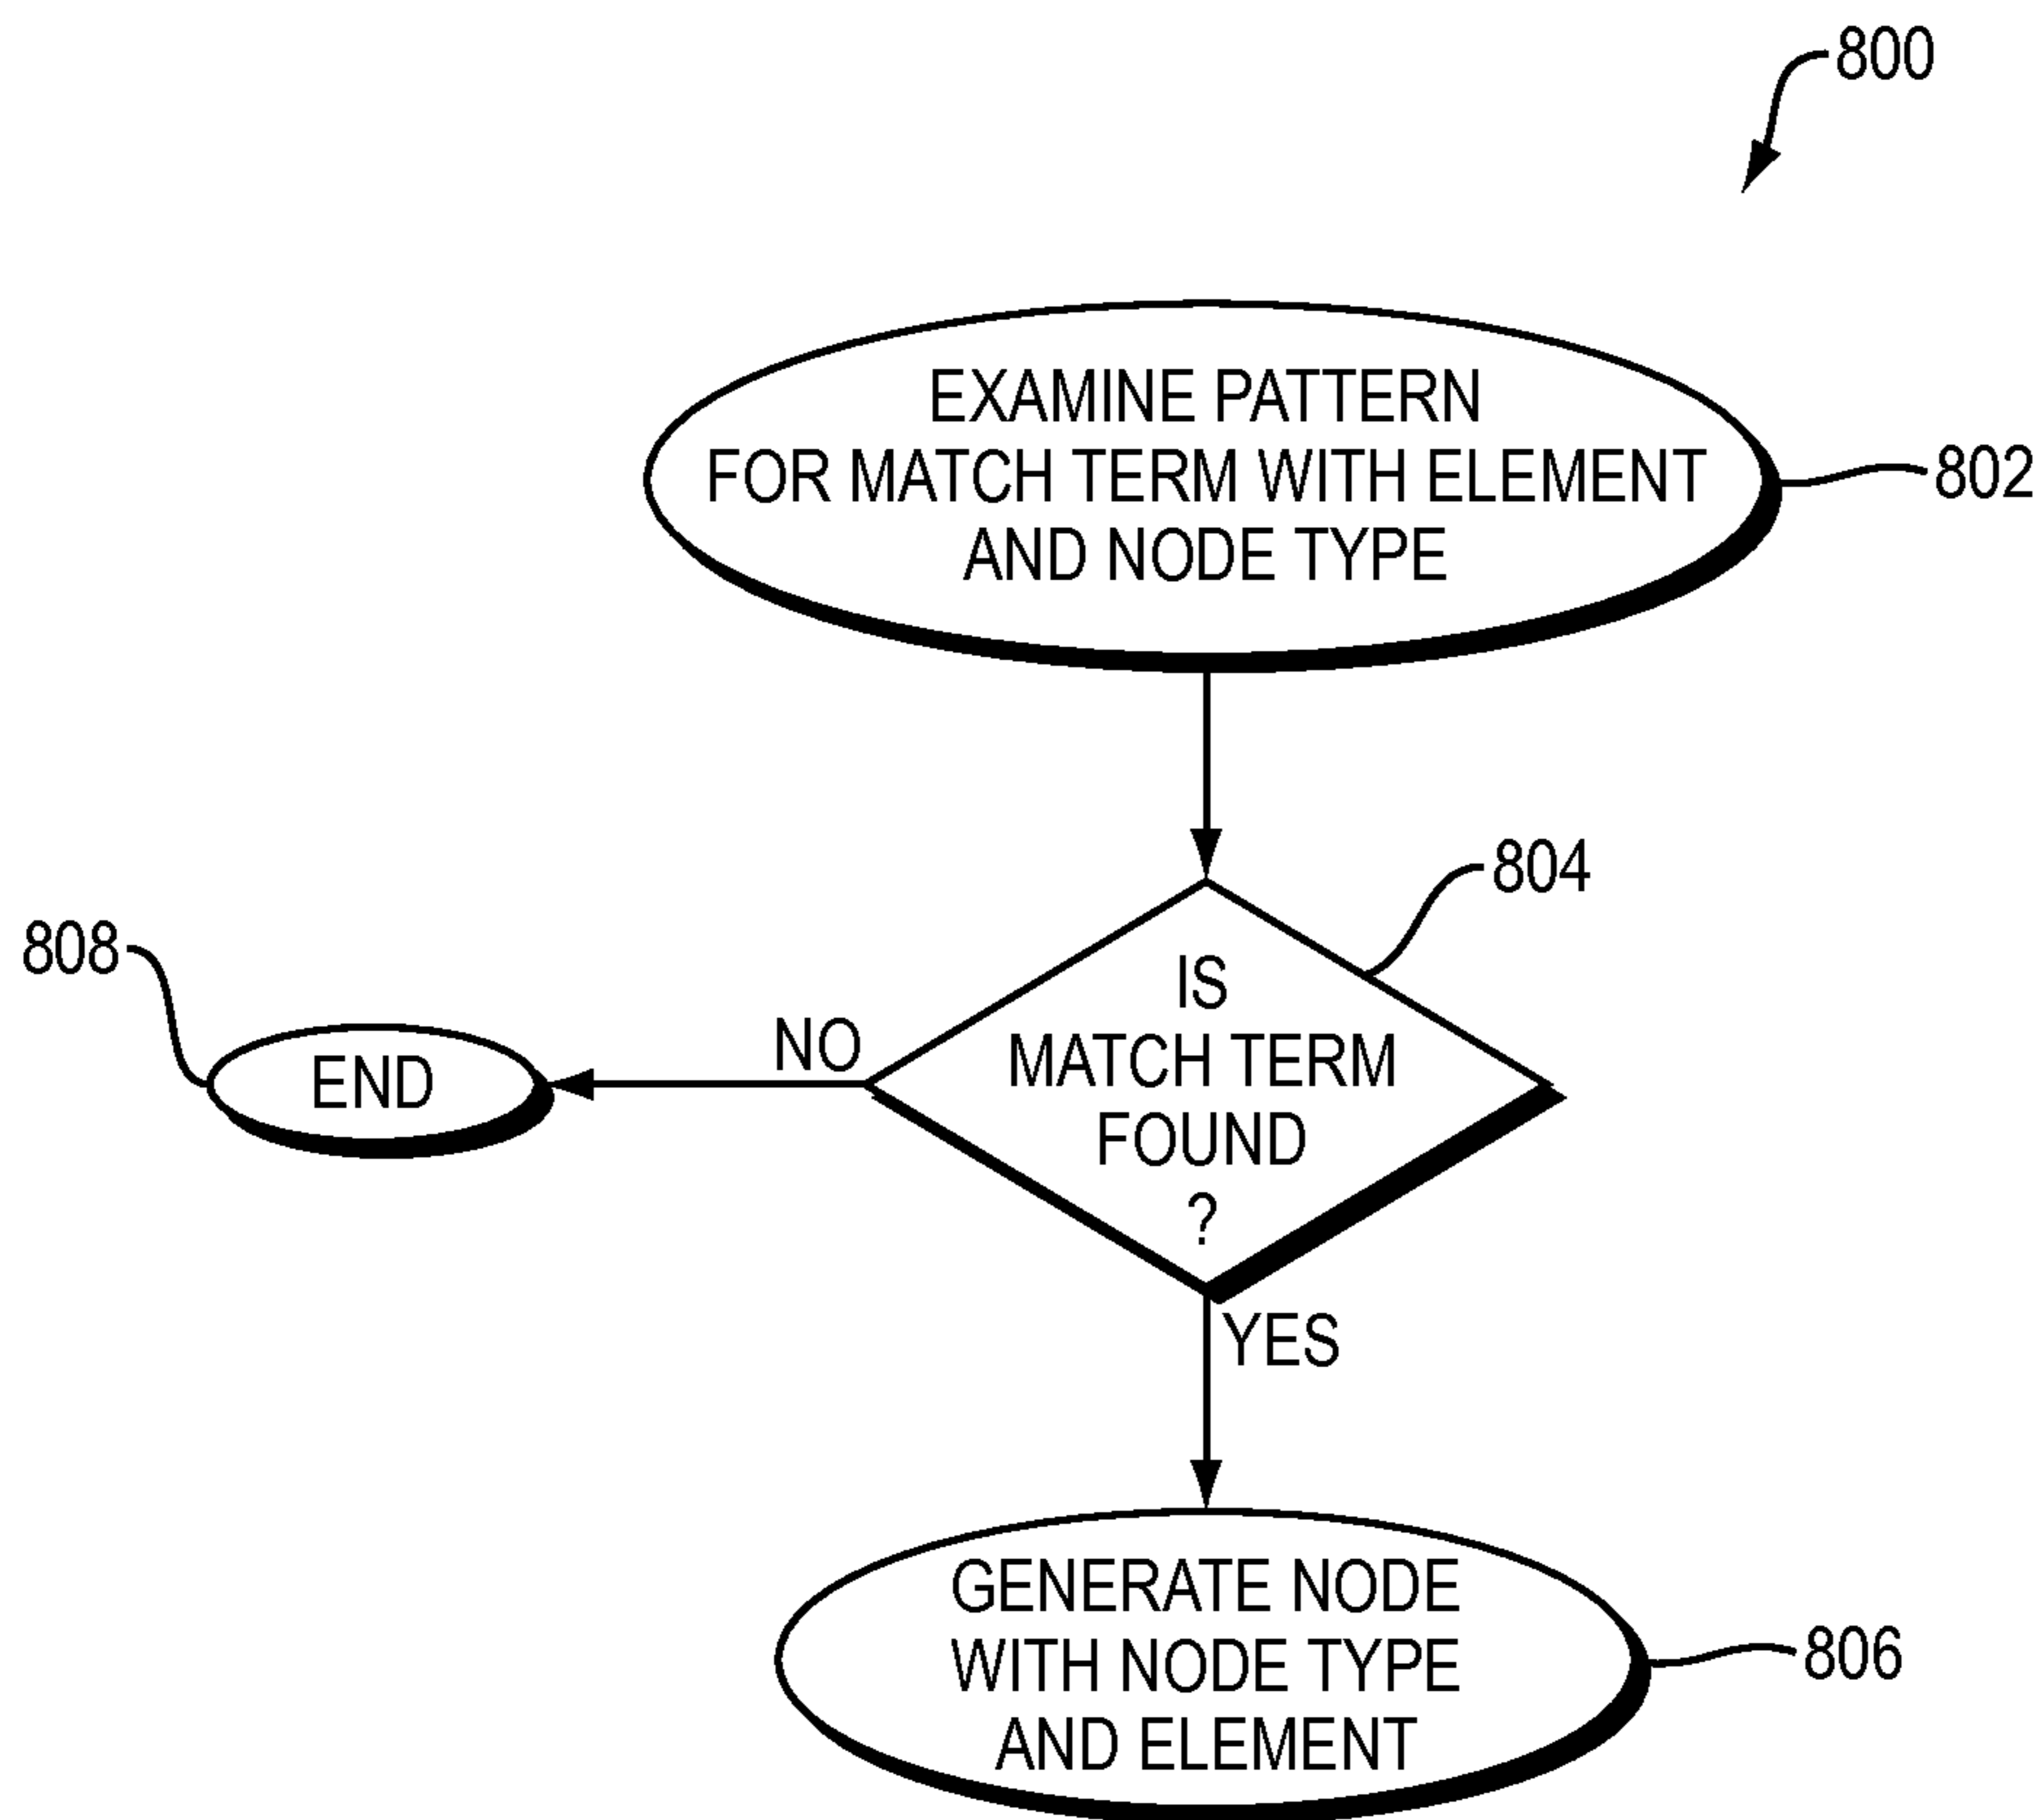 800
EXAMINE PATTERN
FOR MATCH TERM WITH ELEMENT
AND NODE TYPE
802
804
IS
MATCH TERM
FOUND
?
808
END
NO
YES
GENERATE NODE
WITH NODE TYPE
AND ELEMENT
806